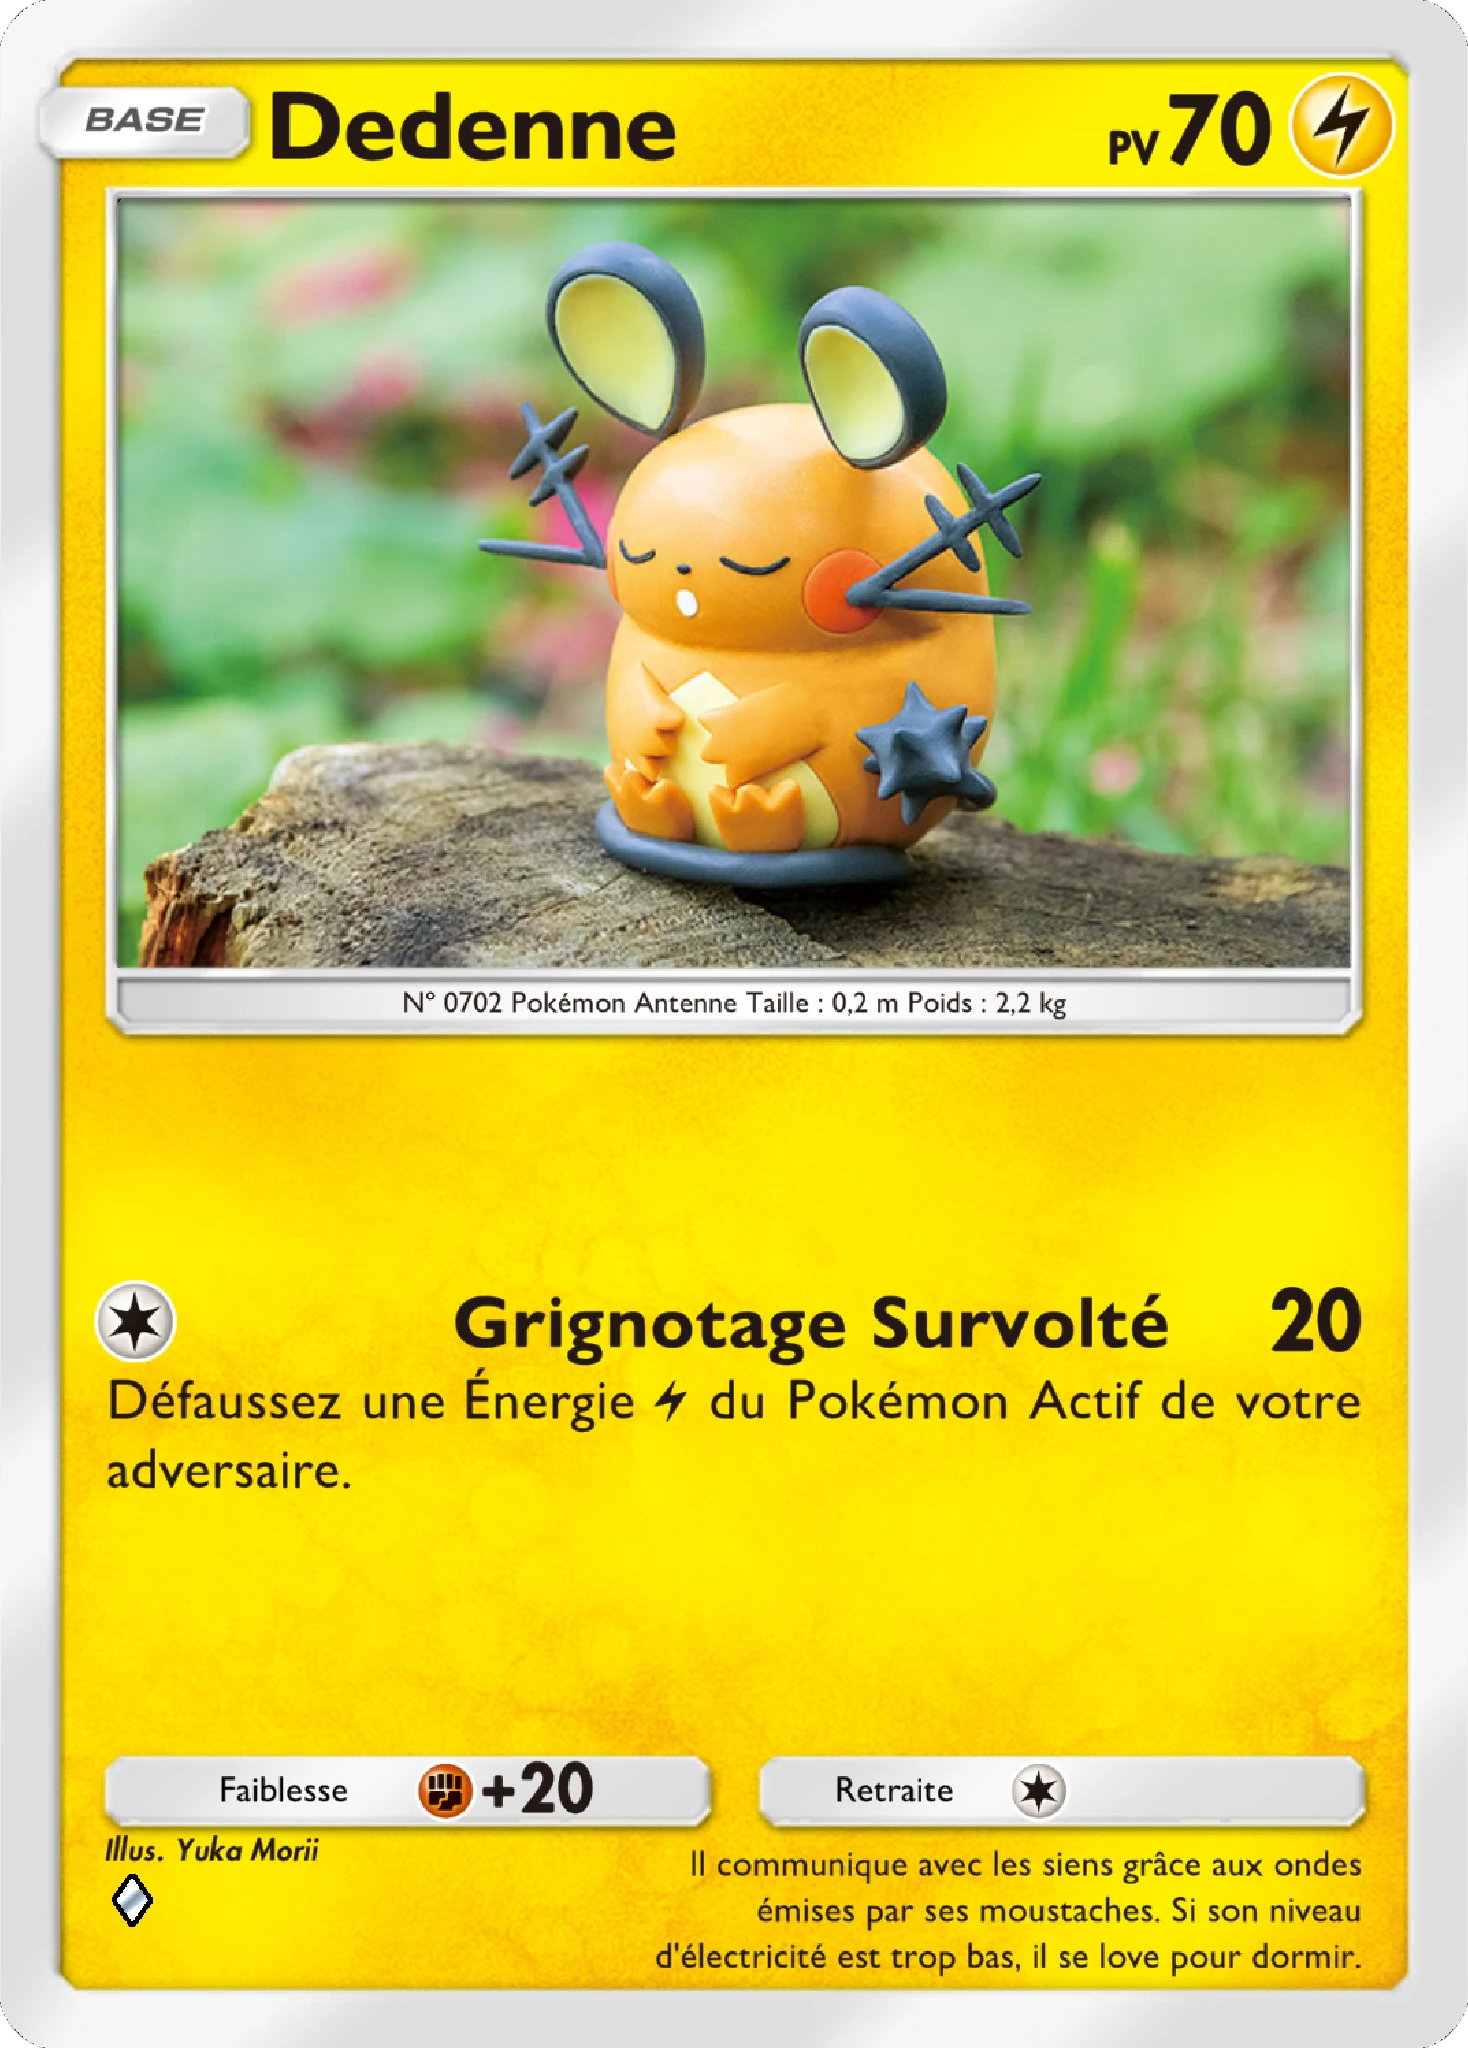 BASE
Dedenne
PV 70
N° 0702 Pokémon Antenne Taille : 0,2 m Poids : 2,2 kg
Grignotage Survolté 20
Défaussez une Énergie du Pokémon Actif de votre
adversaire.
Faiblesse +20
Retraite
Illus. Yuka Morii
Il communique avec les siens grâce aux ondes
émises par ses moustaches. Si son niveau
d'électricité est trop bas, il se love pour dormir.